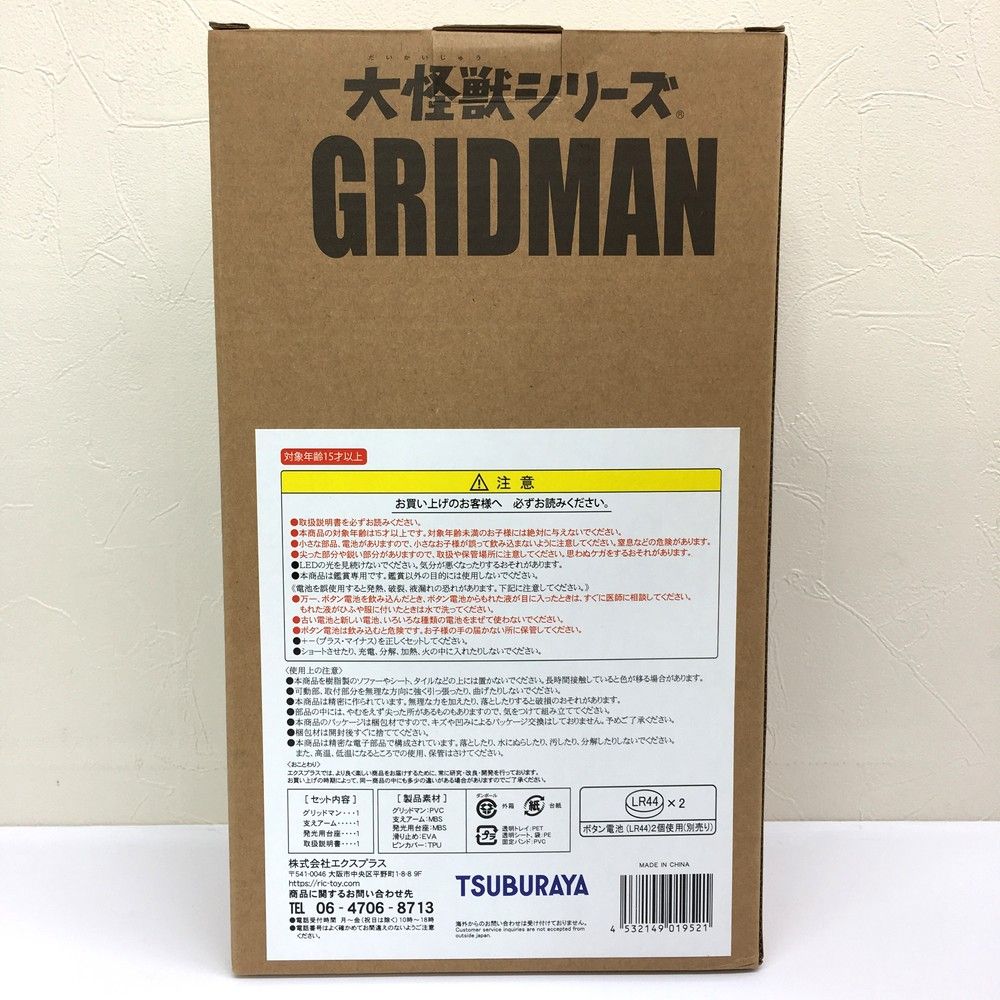 だいかいじゅう
大怪獣シリーズ®
GRIDMAN
対象年齢15才以上
⚠ 注意
お買い上げのお客様へ 必ずお読みください。
●取扱説明書を必ずお読みください。
●本商品の対象年齢は15才以上です。対象年齢未満のお子様には絶対に与えないでください。
●小さな部品、電池がありますので、小さなお子様が誤って飲み込まないように注意してください。窒息などの危険があります。
●尖った部分や鋭い部分がありますので、取扱や保管場所に注意してください。思わぬケガをするおそれがあります。
●LEDの光を見続けないでください。気分が悪くなったりするおそれがあります。
●本商品は鑑賞専用です。鑑賞以外の目的には使用しないでください。
《電池を誤使用すると発熱、破裂、液漏れの恐れがあります。下記に注意してください。》
●万一、ボタン電池を飲み込んだとき、ボタン電池からもれた液が目に入ったときは、すぐに医師に相談してください。
もれた液がひふや服に付いたときは水で洗ってください。
●古い電池と新しい電池、いろいろな種類の電池をまぜて使わないでください。
●ボタン電池は飲み込むと危険です。お子様の手の届かない所に保管してください。
●+−(プラス・マイナス)を正しくセットしてください。
●ショートさせたり、充電、分解、加熱、火の中に入れたりしないでください。
〈使用上の注意〉
●本商品を樹脂製のソファーやシート、タイルなどの上には置かないでください。長時間接触していると色が移る場合があります。
●可動部、取付部分を無理な方向に強く引っ張ったり、曲げたりしないでください。
●本商品は精密に作られています。無理な力を加えたり、落としたりすると破損のおそれがあります。
●部品の中には、やむをえず尖った所があるものもありますので、気をつけて組み立ててください。
●本商品のパッケージは梱包材ですので、キズや凹みによるパッケージ交換はしておりません。予めご了承ください。
●梱包材は開封後すぐに捨ててください。
●本商品は精密な電子部品で構成されています。落としたり、水にぬらしたり、汚したり、分解したりしないでください。
また、高温、低温になるところでの使用、保管はさけてください。
〈おことわり〉
エクスプラスでは、より良く楽しい商品をお届けするために、常に研究・改良・開発を行っております。
お買い上げの時期によって、同一商品の中にも多少の違いがある場合がありますのでご了承ください。
[セット内容]
グリッドマン・・・1
支えアーム・・・・1
発光用台座・・・・1
取扱説明書・・・・1
[製品素材]
グリッドマン:PVC
支えアーム:MBS
発光用台座:MBS
滑り止め:EVA
ピンカバー:TPU
ダンボール
外箱
紙
台紙
プラ
透明トレイ:PET
透明シート、袋:PE
固定バンド:PVC
LR44 ×2
ボタン電池(LR44)2個使用(別売り)
株式会社エクスプラス
〒541-0046 大阪市中央区平野町1-8-8 9F
https://ric-toy.com/
商品に関するお問い合わせ先
TEL 06-4706-8713
●電話受付時間 月〜金(祝日は除く)10時〜18時
●電話番号はよく確かめてお間違えのないようご注意
ください。
TSUBURAYA
海外からのお問い合わせは受け付けておりません。
Customer service inquiries are not accepted from
outside japan.
MADE IN CHINA
4 532149 019521